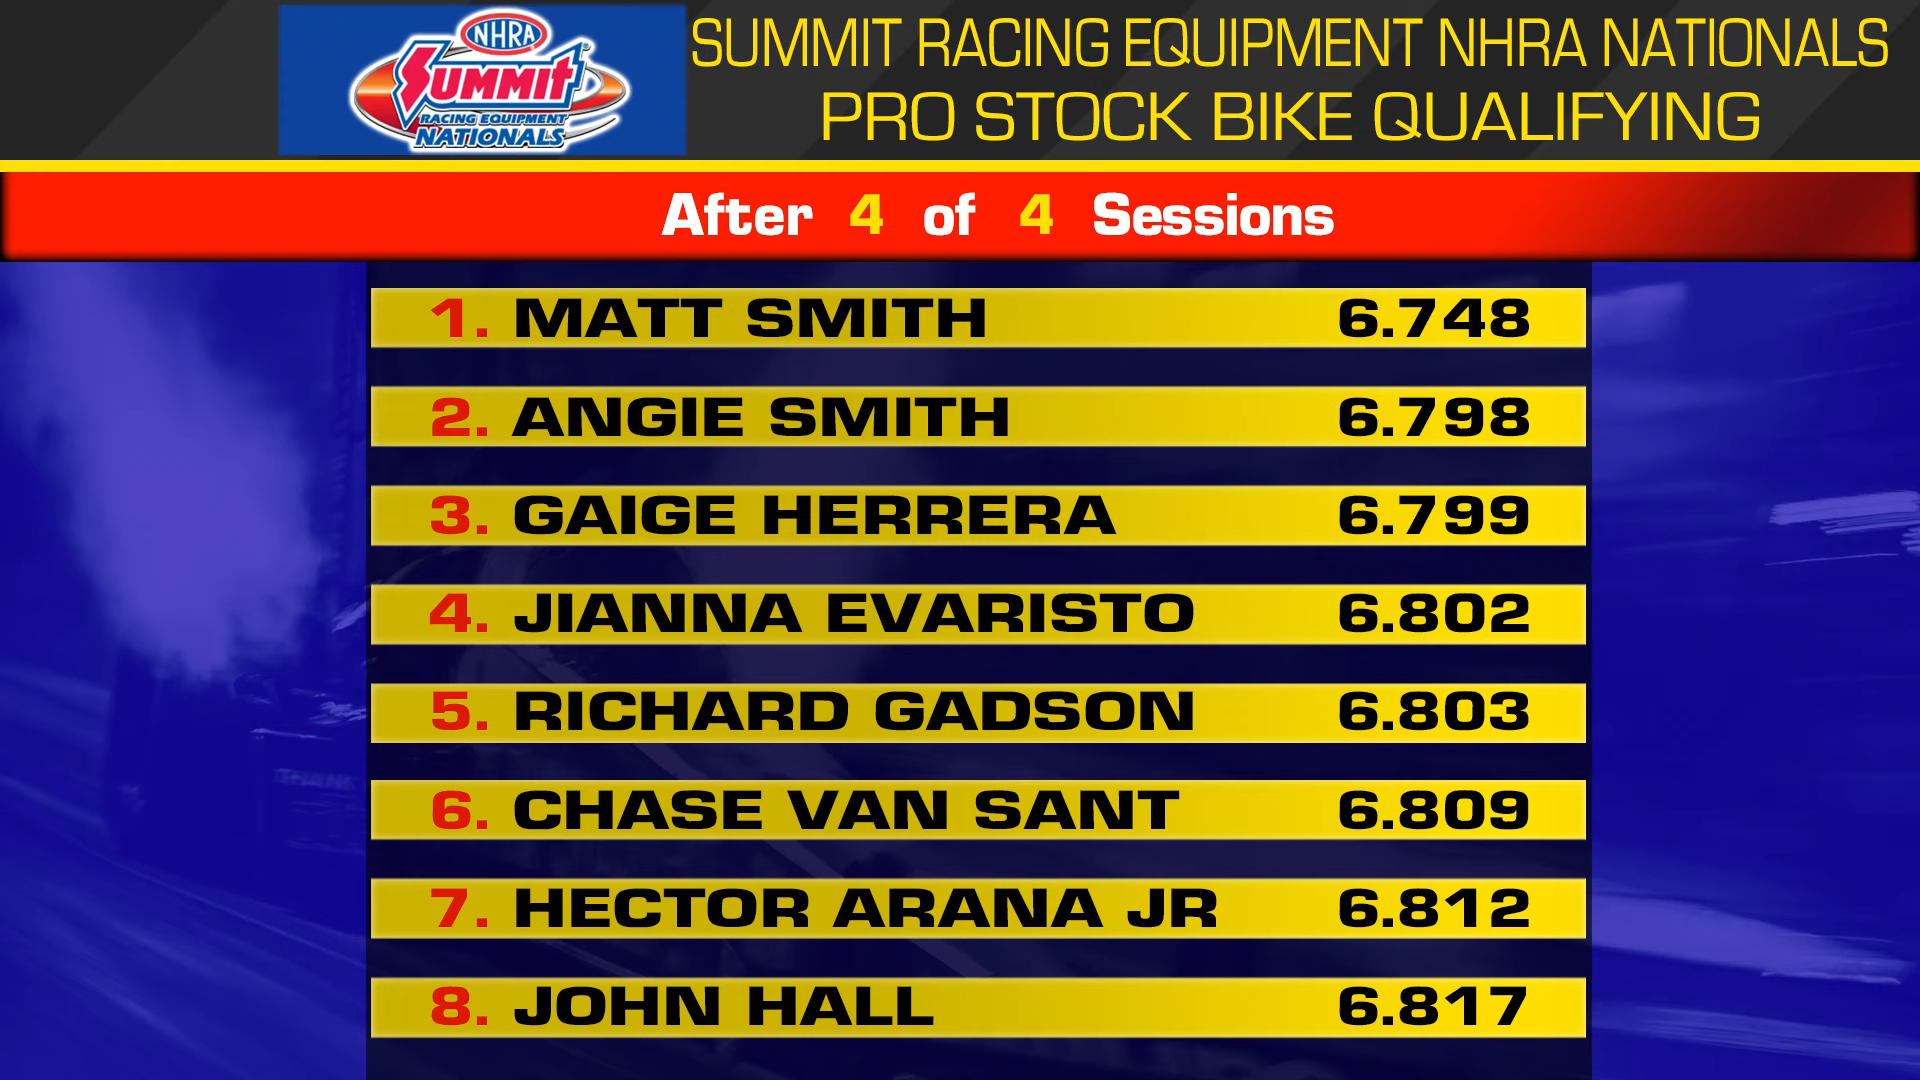 NHRA
SUMMIT
RACING EQUIPMENT
NATIONALS
SUMMIT RACING EQUIPMENT NHRA NATIONALS
PRO STOCK BIKE QUALIFYING
After 4 of 4 Sessions
1. MATT SMITH 6.748
2. ANGIE SMITH 6.798
3. GAIGE HERRERA 6.799
4. JIANNA EVARISTO 6.802
5. RICHARD GADSON 6.803
6. CHASE VAN SANT 6.809
7. HECTOR ARANA JR 6.812
8. JOHN HALL 6.817